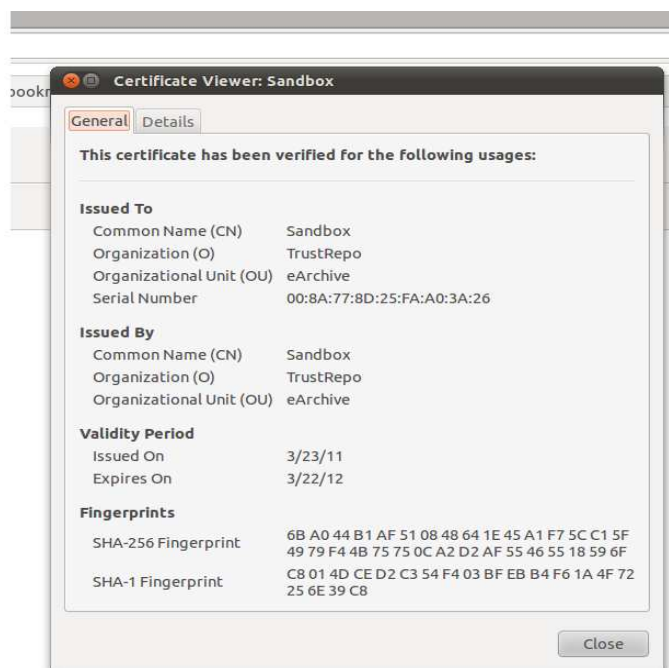 Certificate Viewer: Sandbox
General Details
This certificate has been verified for the following usages:
Issued To
Common Name (CN) Sandbox
Organization (O) TrustRepo
Organizational Unit (OU) eArchive
Serial Number 00:8A:77:8D:25:FA:A0:3A:26
Issued By
Common Name (CN) Sandbox
Organization (O) TrustRepo
Organizational Unit (OU) eArchive
Validity Period
Issued On 3/23/11
Expires On 3/22/12
Fingerprints
SHA-256 Fingerprint 6B A0 44 B1 AF 51 08 48 64 1E 45 A1 F7 5C C1 5F
49 79 F4 4B 75 75 0C A2 D2 AF 55 46 55 18 59 6F
SHA-1 Fingerprint C8 01 4D CE D2 C3 54 F4 03 BF EB B4 F6 1A 4F 72
25 6E 39 C8
Close